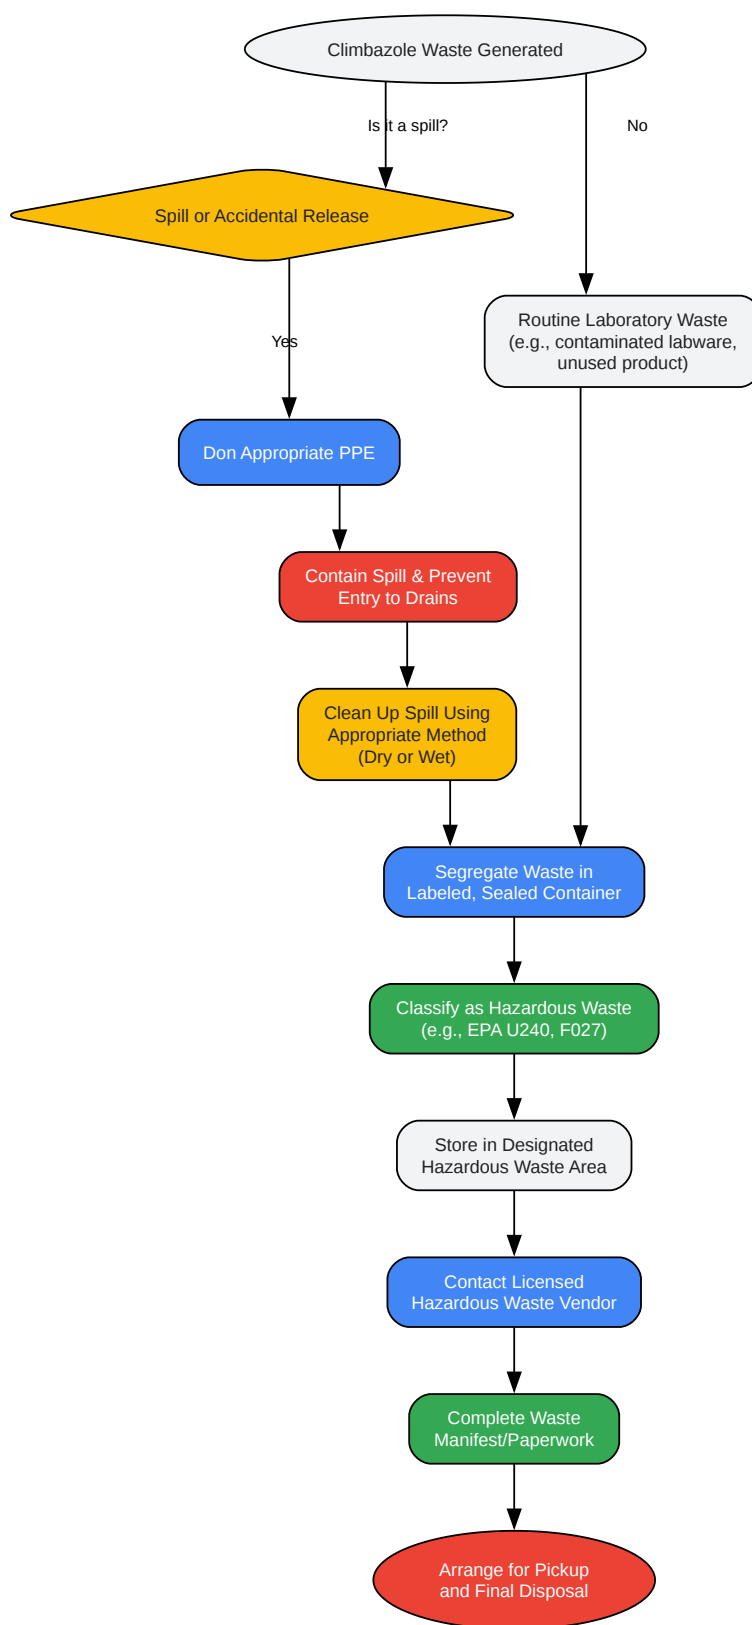 Climbazole Waste Generated
Is it a spill?
No
Spill or Accidental Release
Routine Laboratory Waste
(e.g., contaminated labware,
unused product)
Yes
Don Appropriate PPE
Contain Spill & Prevent
Entry to Drains
Clean Up Spill Using
Appropriate Method
(Dry or Wet)
Segregate Waste in
Labeled, Sealed Container
Classify as Hazardous Waste
(e.g., EPA U240, F027)
Store in Designated
Hazardous Waste Area
Contact Licensed
Hazardous Waste Vendor
Complete Waste
Manifest/Paperwork
Arrange for Pickup
and Final Disposal